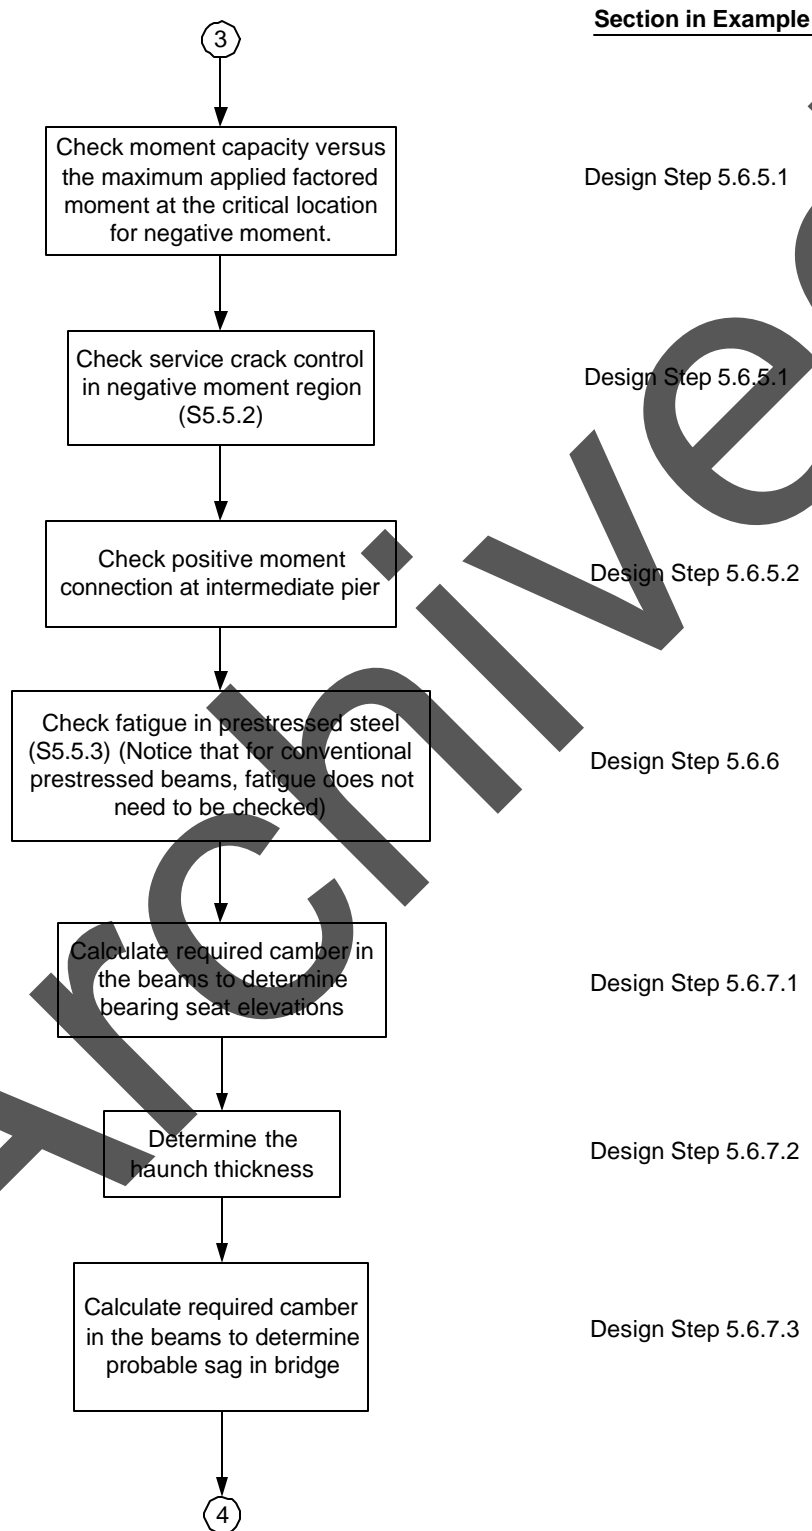 Section in Example
3
Check moment capacity versus
the maximum applied factored
moment at the critical location
for negative moment.
Design Step 5.6.5.1
Check service crack control
in negative moment region
(S5.5.2)
Design Step 5.6.5.1
Check positive moment
connection at intermediate pier
Design Step 5.6.5.2
Check fatigue in prestressed steel
(S5.5.3) (Notice that for conventional
prestressed beams, fatigue does not
need to be checked)
Design Step 5.6.6
Calculate required camber in
the beams to determine
bearing seat elevations
Design Step 5.6.7.1
Determine the
haunch thickness
Design Step 5.6.7.2
Calculate required camber
in the beams to determine
probable sag in bridge
Design Step 5.6.7.3
4
Archive